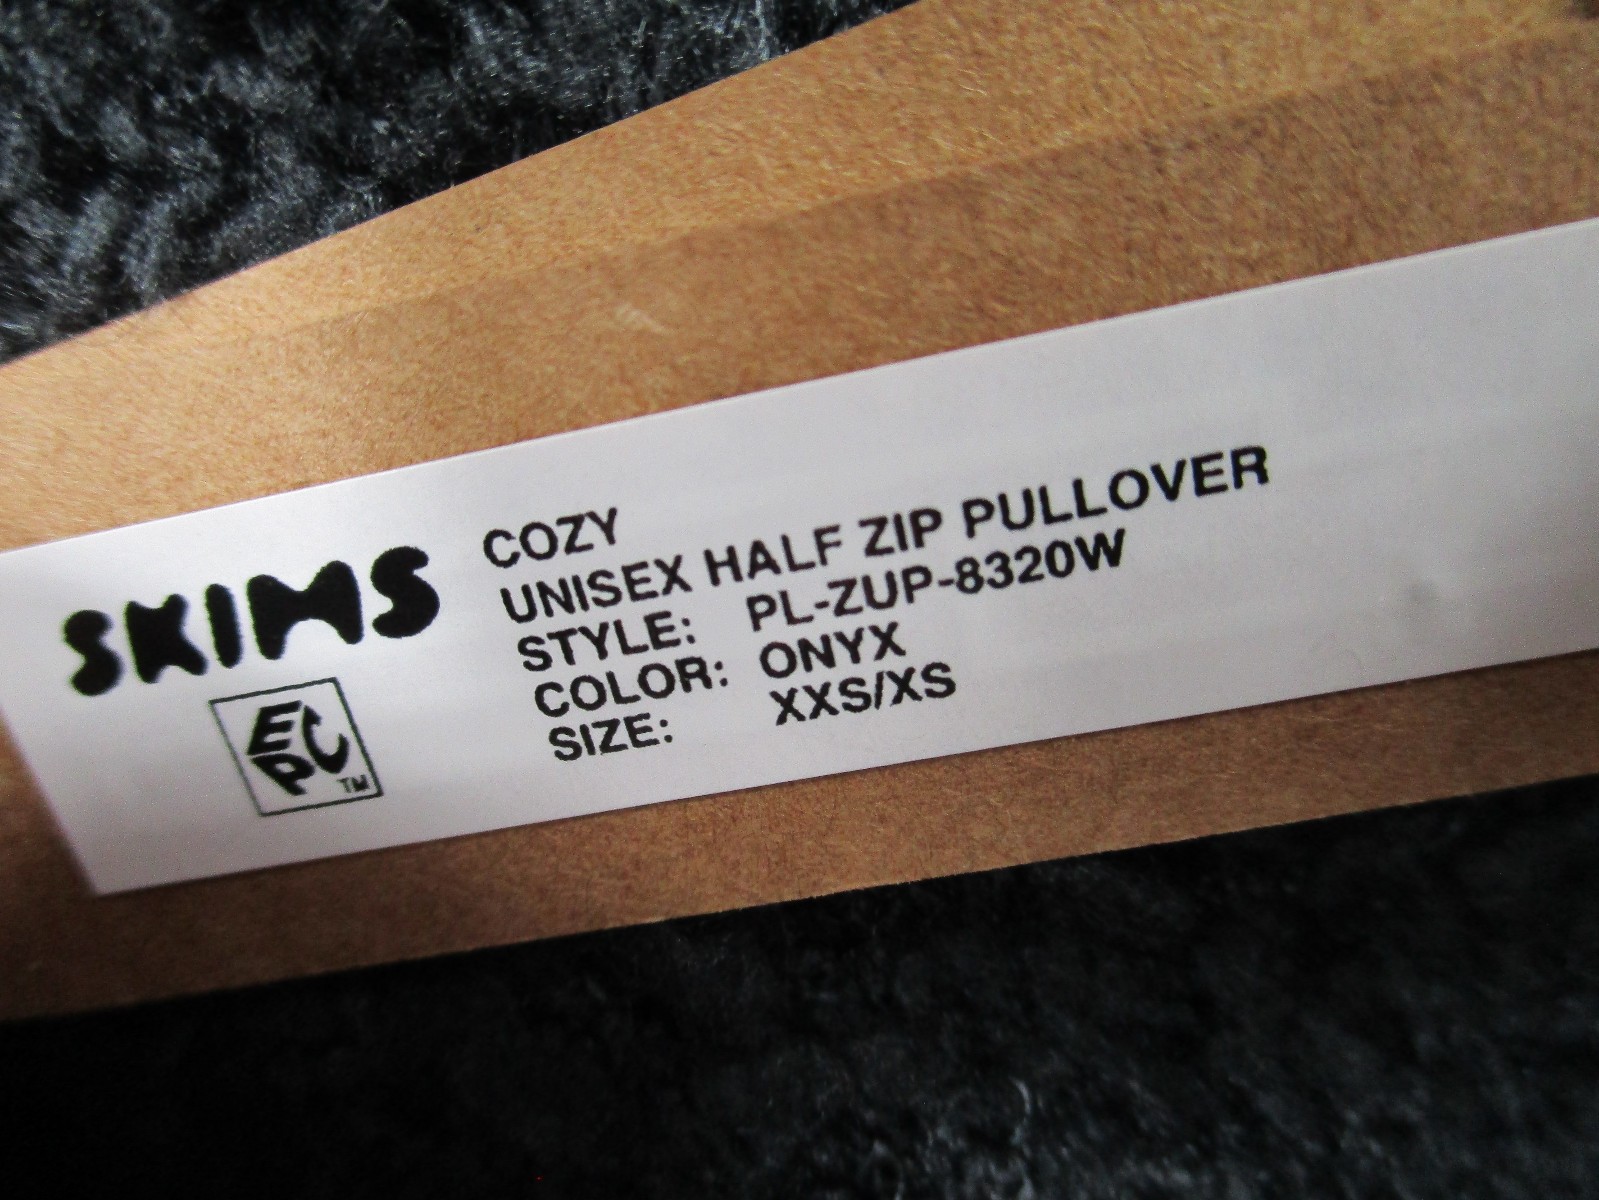 SKIMS
EPC TM
COZY
UNISEX HALF ZIP PULLOVER
STYLE: PL-ZUP-8320W
COLOR: ONYX
SIZE: XXS/XS